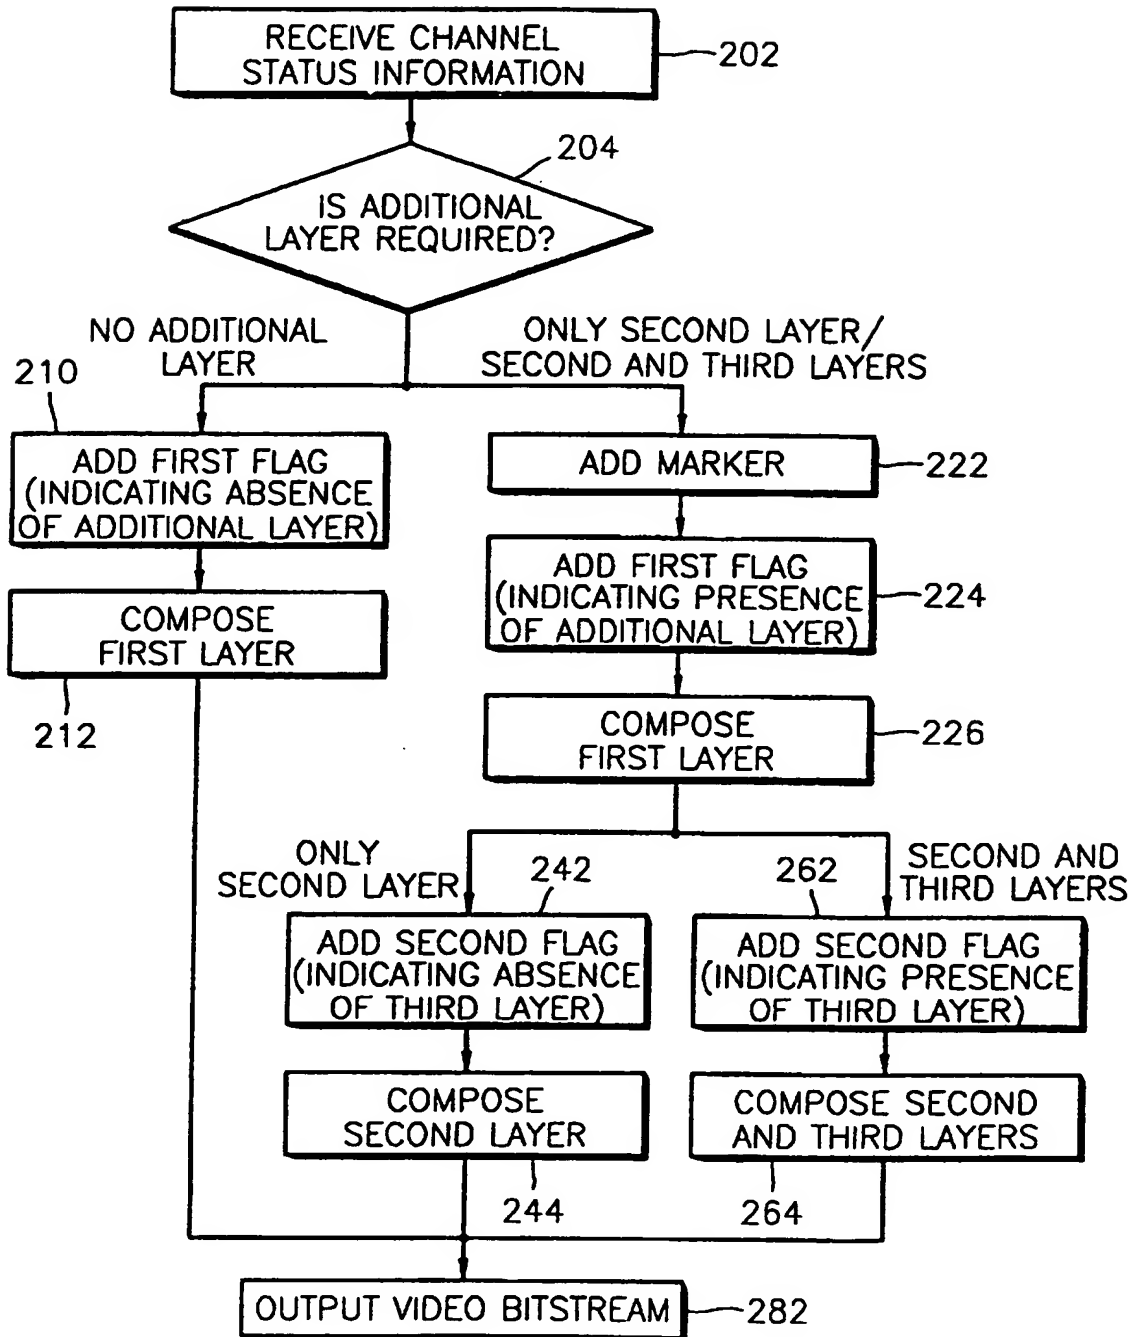 RECEIVE CHANNEL
STATUS INFORMATION
202
204
IS ADDITIONAL
LAYER REQUIRED?
NO ADDITIONAL
LAYER
ONLY SECOND LAYER/
SECOND AND THIRD LAYERS
210
ADD FIRST FLAG
(INDICATING ABSENCE
OF ADDITIONAL LAYER)
ADD MARKER
222
ADD FIRST FLAG
(INDICATING PRESENCE
OF ADDITIONAL LAYER)
224
COMPOSE
FIRST LAYER
212
COMPOSE
FIRST LAYER
226
ONLY
SECOND LAYER
242
262
SECOND AND
THIRD LAYERS
ADD SECOND FLAG
(INDICATING ABSENCE
OF THIRD LAYER)
ADD SECOND FLAG
(INDICATING PRESENCE
OF THIRD LAYER)
COMPOSE
SECOND LAYER
COMPOSE SECOND
AND THIRD LAYERS
244
264
OUTPUT VIDEO BITSTREAM
282